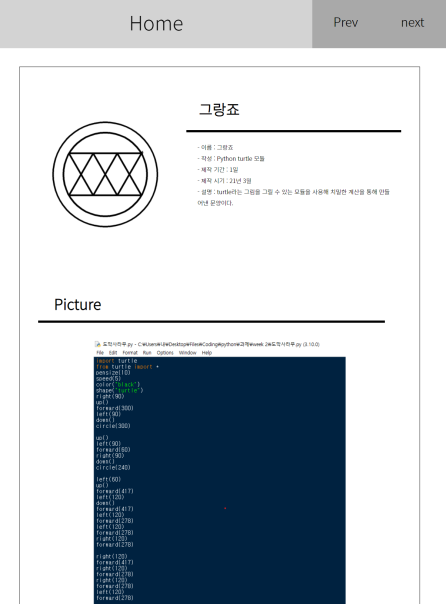 Home
Prev
next
그랑죠
- 이름 : 그랑죠
- 작성 : Python turtle 모듈
- 제작 기간 : 1일
- 제작 시기 : 21년 3월
- 설명 : turtle라는 그림을 그릴 수 있는 모듈을 사용해 치밀한 계산을 통해 만들
어낸 문양이다.
Picture
File Edit Format Run Options Window Help
import turtle
from turtle import *
pensize(10)
speed(5)
color("black")
shape("turtle")
right(90)
up()
forward(300)
left(90)
down()
circle(300)
up()
left(90)
forward(60)
right(90)
down()
circle(240)
left(60)
up()
forward(417)
left(120)
down()
forward(417)
left(120)
forward(278)
left(120)
forward(278)
right(120)
forward(278)
right(120)
forward(417)
right(120)
forward(278)
right(120)
forward(278)
left(120)
forward(278)